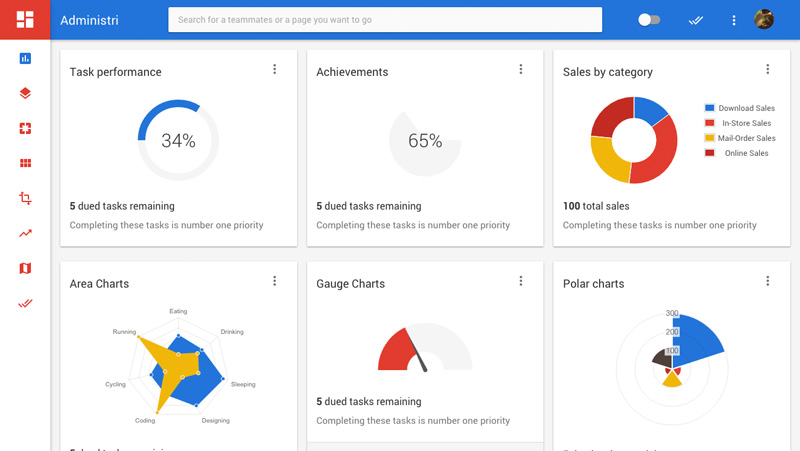 Administri
Search for a teammates or a page you want to go
Task performance
34%
5 dued tasks remaining
Completing these tasks is number one priority
Achievements
65%
5 dued tasks remaining
Completing these tasks is number one priority
Sales by category
Download Sales
In-Store Sales
Mail-Order Sales
Online Sales
100 total sales
Completing these tasks is number one priority
Area Charts
Eating
Drinking
Sleeping
Designing
Coding
Cycling
Running
Gauge Charts
5 dued tasks remaining
Completing these tasks is number one priority
Polar charts
300
200
100